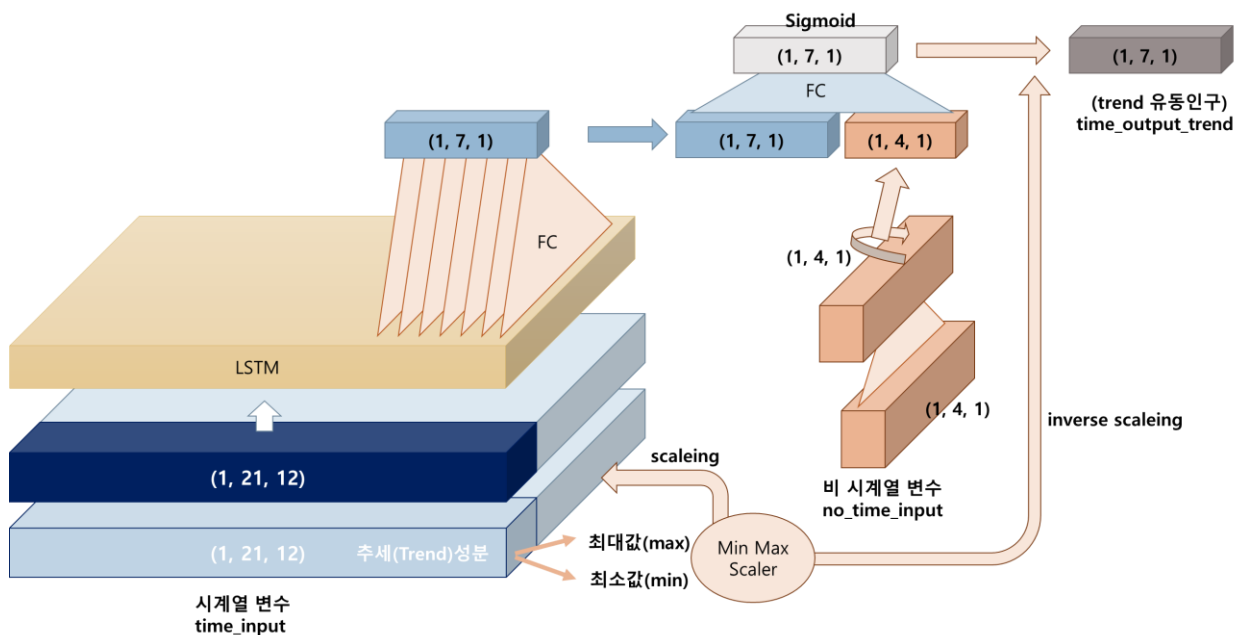 Sigmoid
(1, 7, 1)
(1, 7, 1)
FC
(trend 유동인구)
time_output_trend
(1, 7, 1)
(1, 7, 1)
(1, 4, 1)
FC
(1, 4, 1)
LSTM
(1, 4, 1)
inverse scaleing
scaleing
(1, 21, 12)
비 시계열 변수
no_time_input
(1, 21, 12)
추세(Trend)성분
최대값(max)
최소값(min)
Min Max
Scaler
시계열 변수
time_input